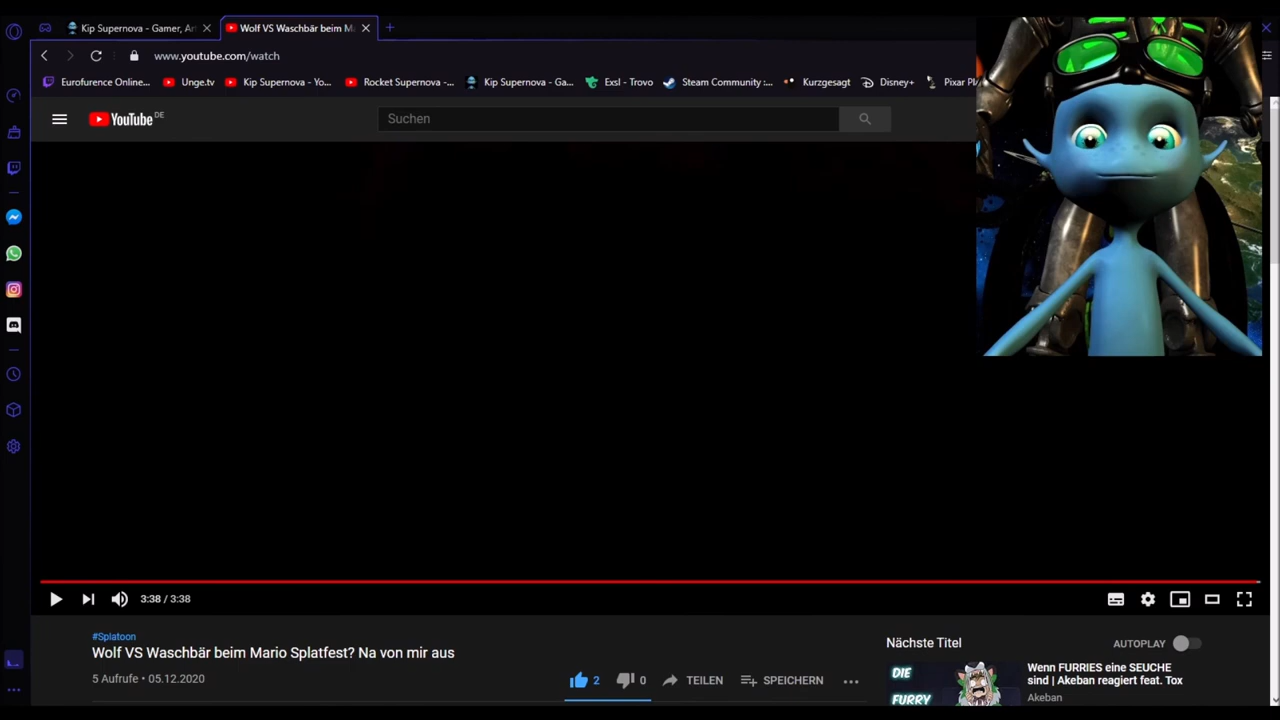 Kip Supernova - Gamer, Ar
Wolf VS Waschbär beim Ma
www.youtube.com/watch
Eurofurence Online...
Unge.tv
Kip Supernova - Yo...
Rocket Supernova -...
Kip Supernova - Ga...
Exsl - Trovo
Steam Community :...
Kurzgesagt
Disney+
Pixar Pl
YouTube DE
Suchen
3:38 / 3:38
#Splatoon
Wolf VS Waschbär beim Mario Splatfest? Na von mir aus
5 Aufrufe • 05.12.2020
2
0
TEILEN
SPEICHERN
Nächste Titel
AUTOPLAY
DIE
FURRY
Wenn FURRIES eine SEUCHE
sind | Akeban reagiert feat. Tox
Akeban